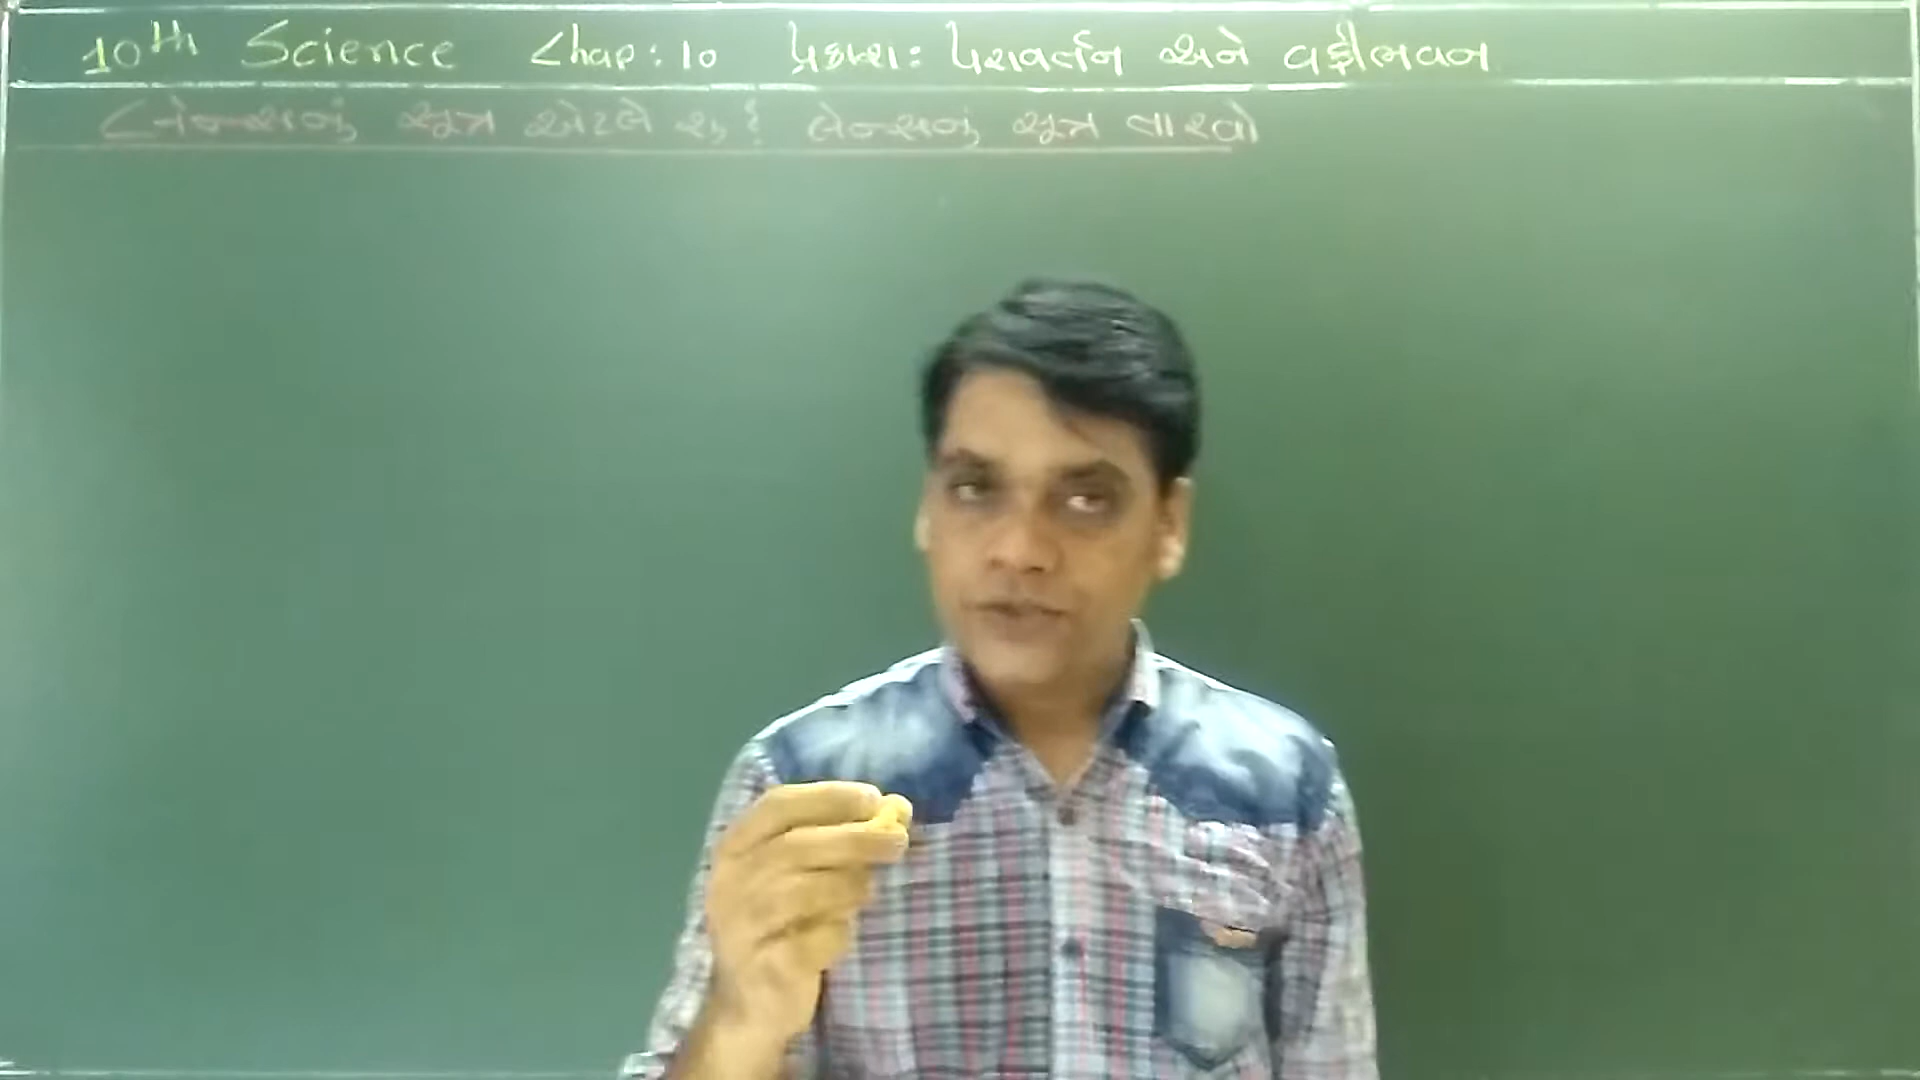 10th Science Chap: 10 પ્રકાશ: પરાવર્તન અને વક્રીભવન
લેન્સનું સૂત્ર એટલે શું? લેન્સનું સૂત્ર તારવો